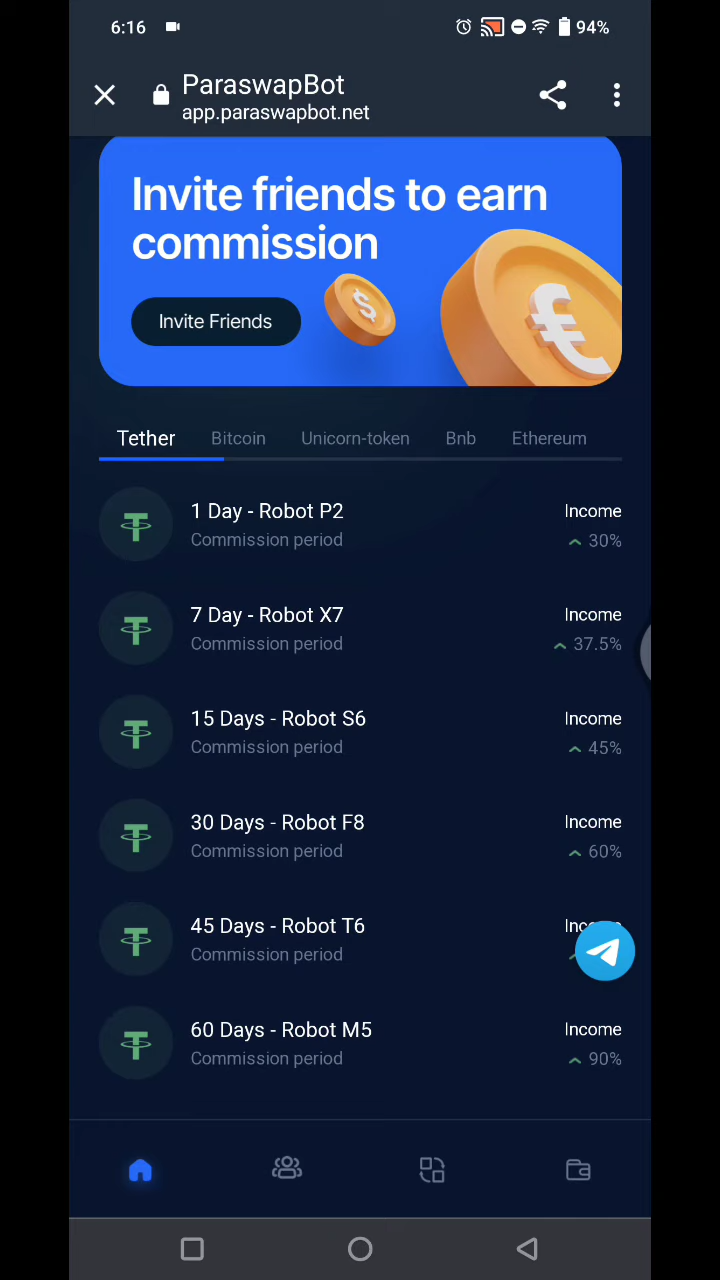 6:16
94%
ParaswapBot
app.paraswapbot.net
Invite friends to earn
commission
Invite Friends
Tether Bitcoin Unicorn-token Bnb Ethereum
1 Day - Robot P2 Income
Commission period 30%
7 Day - Robot X7 Income
Commission period 37.5%
15 Days - Robot S6 Income
Commission period 45%
30 Days - Robot F8 Income
Commission period 60%
45 Days - Robot T6
Commission period
60 Days - Robot M5 Income
Commission period 90%